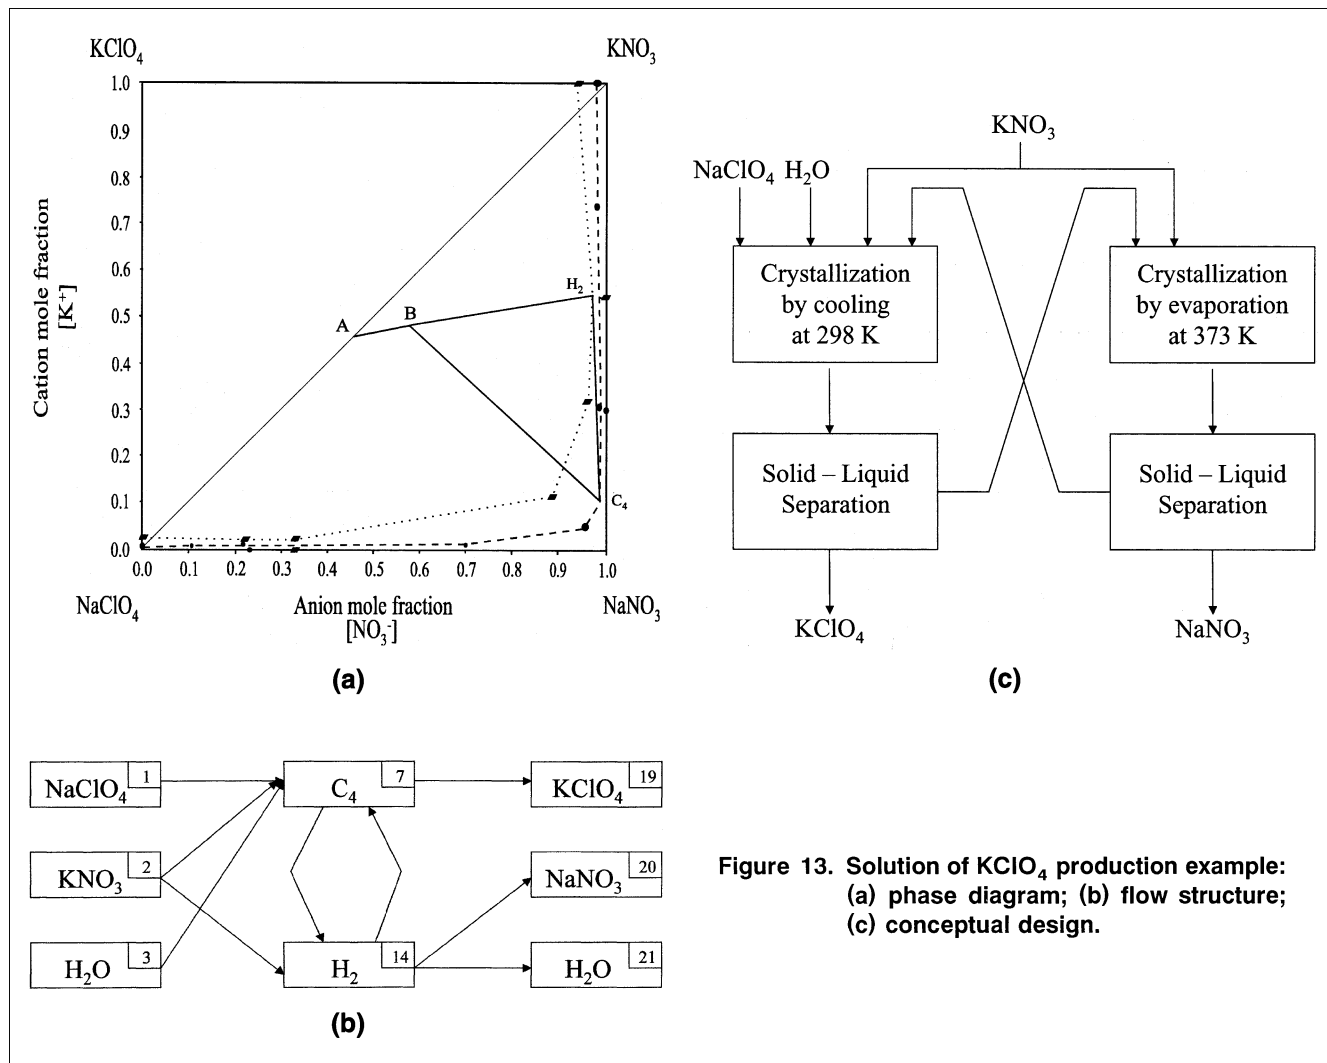 KClO4
KNO3
1.0
0.9
0.8
0.7
0.6
0.5
0.4
0.3
0.2
0.1
0.0
Cation mole fraction
[K+]
A
B
H2
C4
0.0 0.1 0.2 0.3 0.4 0.5 0.6 0.7 0.8 0.9 1.0
NaClO4
Anion mole fraction
[NO3-]
NaNO3
(a)
KNO3
NaClO4 H2O
Crystallization
by cooling
at 298 K
Crystallization
by evaporation
at 373 K
Solid – Liquid
Separation
Solid – Liquid
Separation
KClO4
NaNO3
(c)
NaClO4 1
C4 7
KClO4 19
KNO3 2
NaNO3 20
H2O 3
H2 14
H2O 21
(b)
Figure 13. Solution of KClO4 production example:
(a) phase diagram; (b) flow structure;
(c) conceptual design.